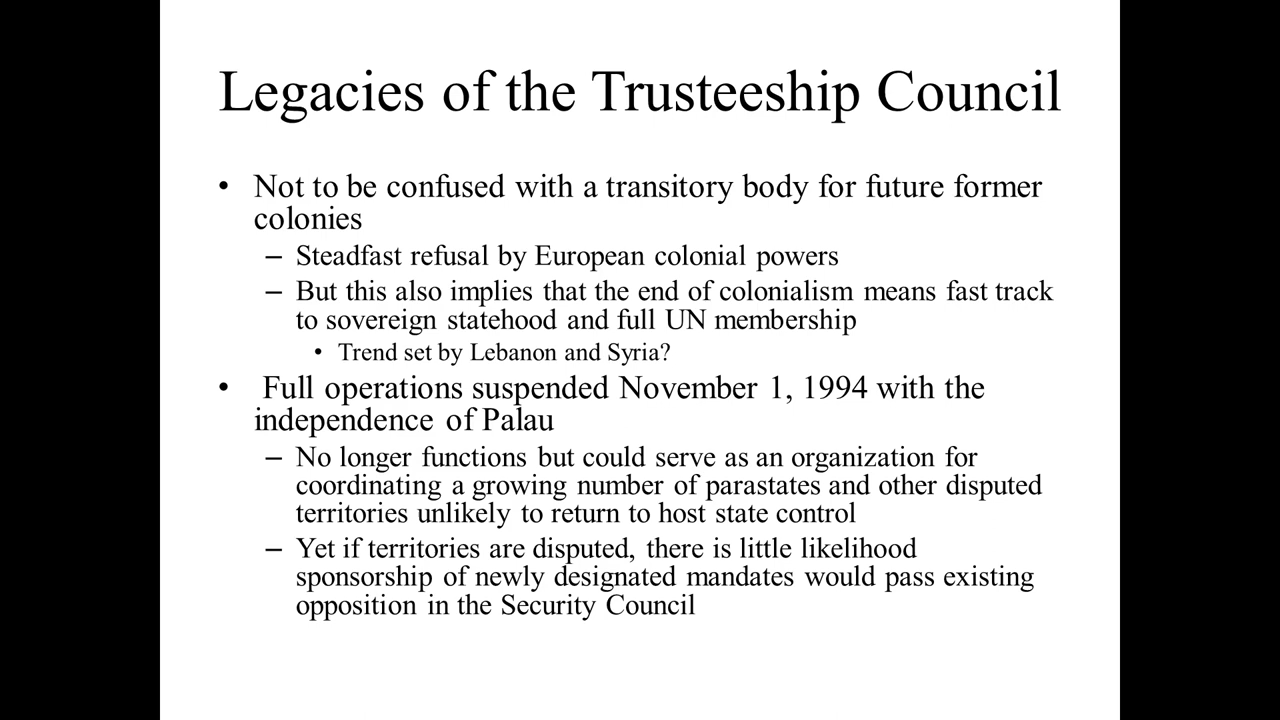 Legacies of the Trusteeship Council
• Not to be confused with a transitory body for future former
colonies
– Steadfast refusal by European colonial powers
– But this also implies that the end of colonialism means fast track
to sovereign statehood and full UN membership
• Trend set by Lebanon and Syria?
• Full operations suspended November 1, 1994 with the
independence of Palau
– No longer functions but could serve as an organization for
coordinating a growing number of parastates and other disputed
territories unlikely to return to host state control
– Yet if territories are disputed, there is little likelihood
sponsorship of newly designated mandates would pass existing
opposition in the Security Council